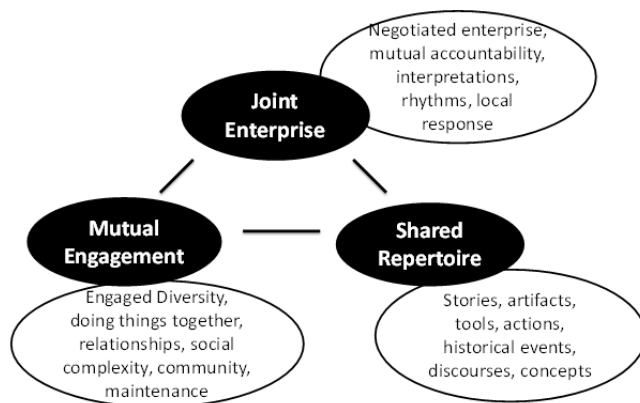 Negotiated enterprise,
mutual accountability,
interpretations,
rhythms, local
response
Joint
Enterprise
Mutual
Engagement
Engaged Diversity,
doing things together,
relationships, social
complexity, community,
maintenance
Shared
Repertoire
Stories, artifacts,
tools, actions,
historical events,
discourses, concepts